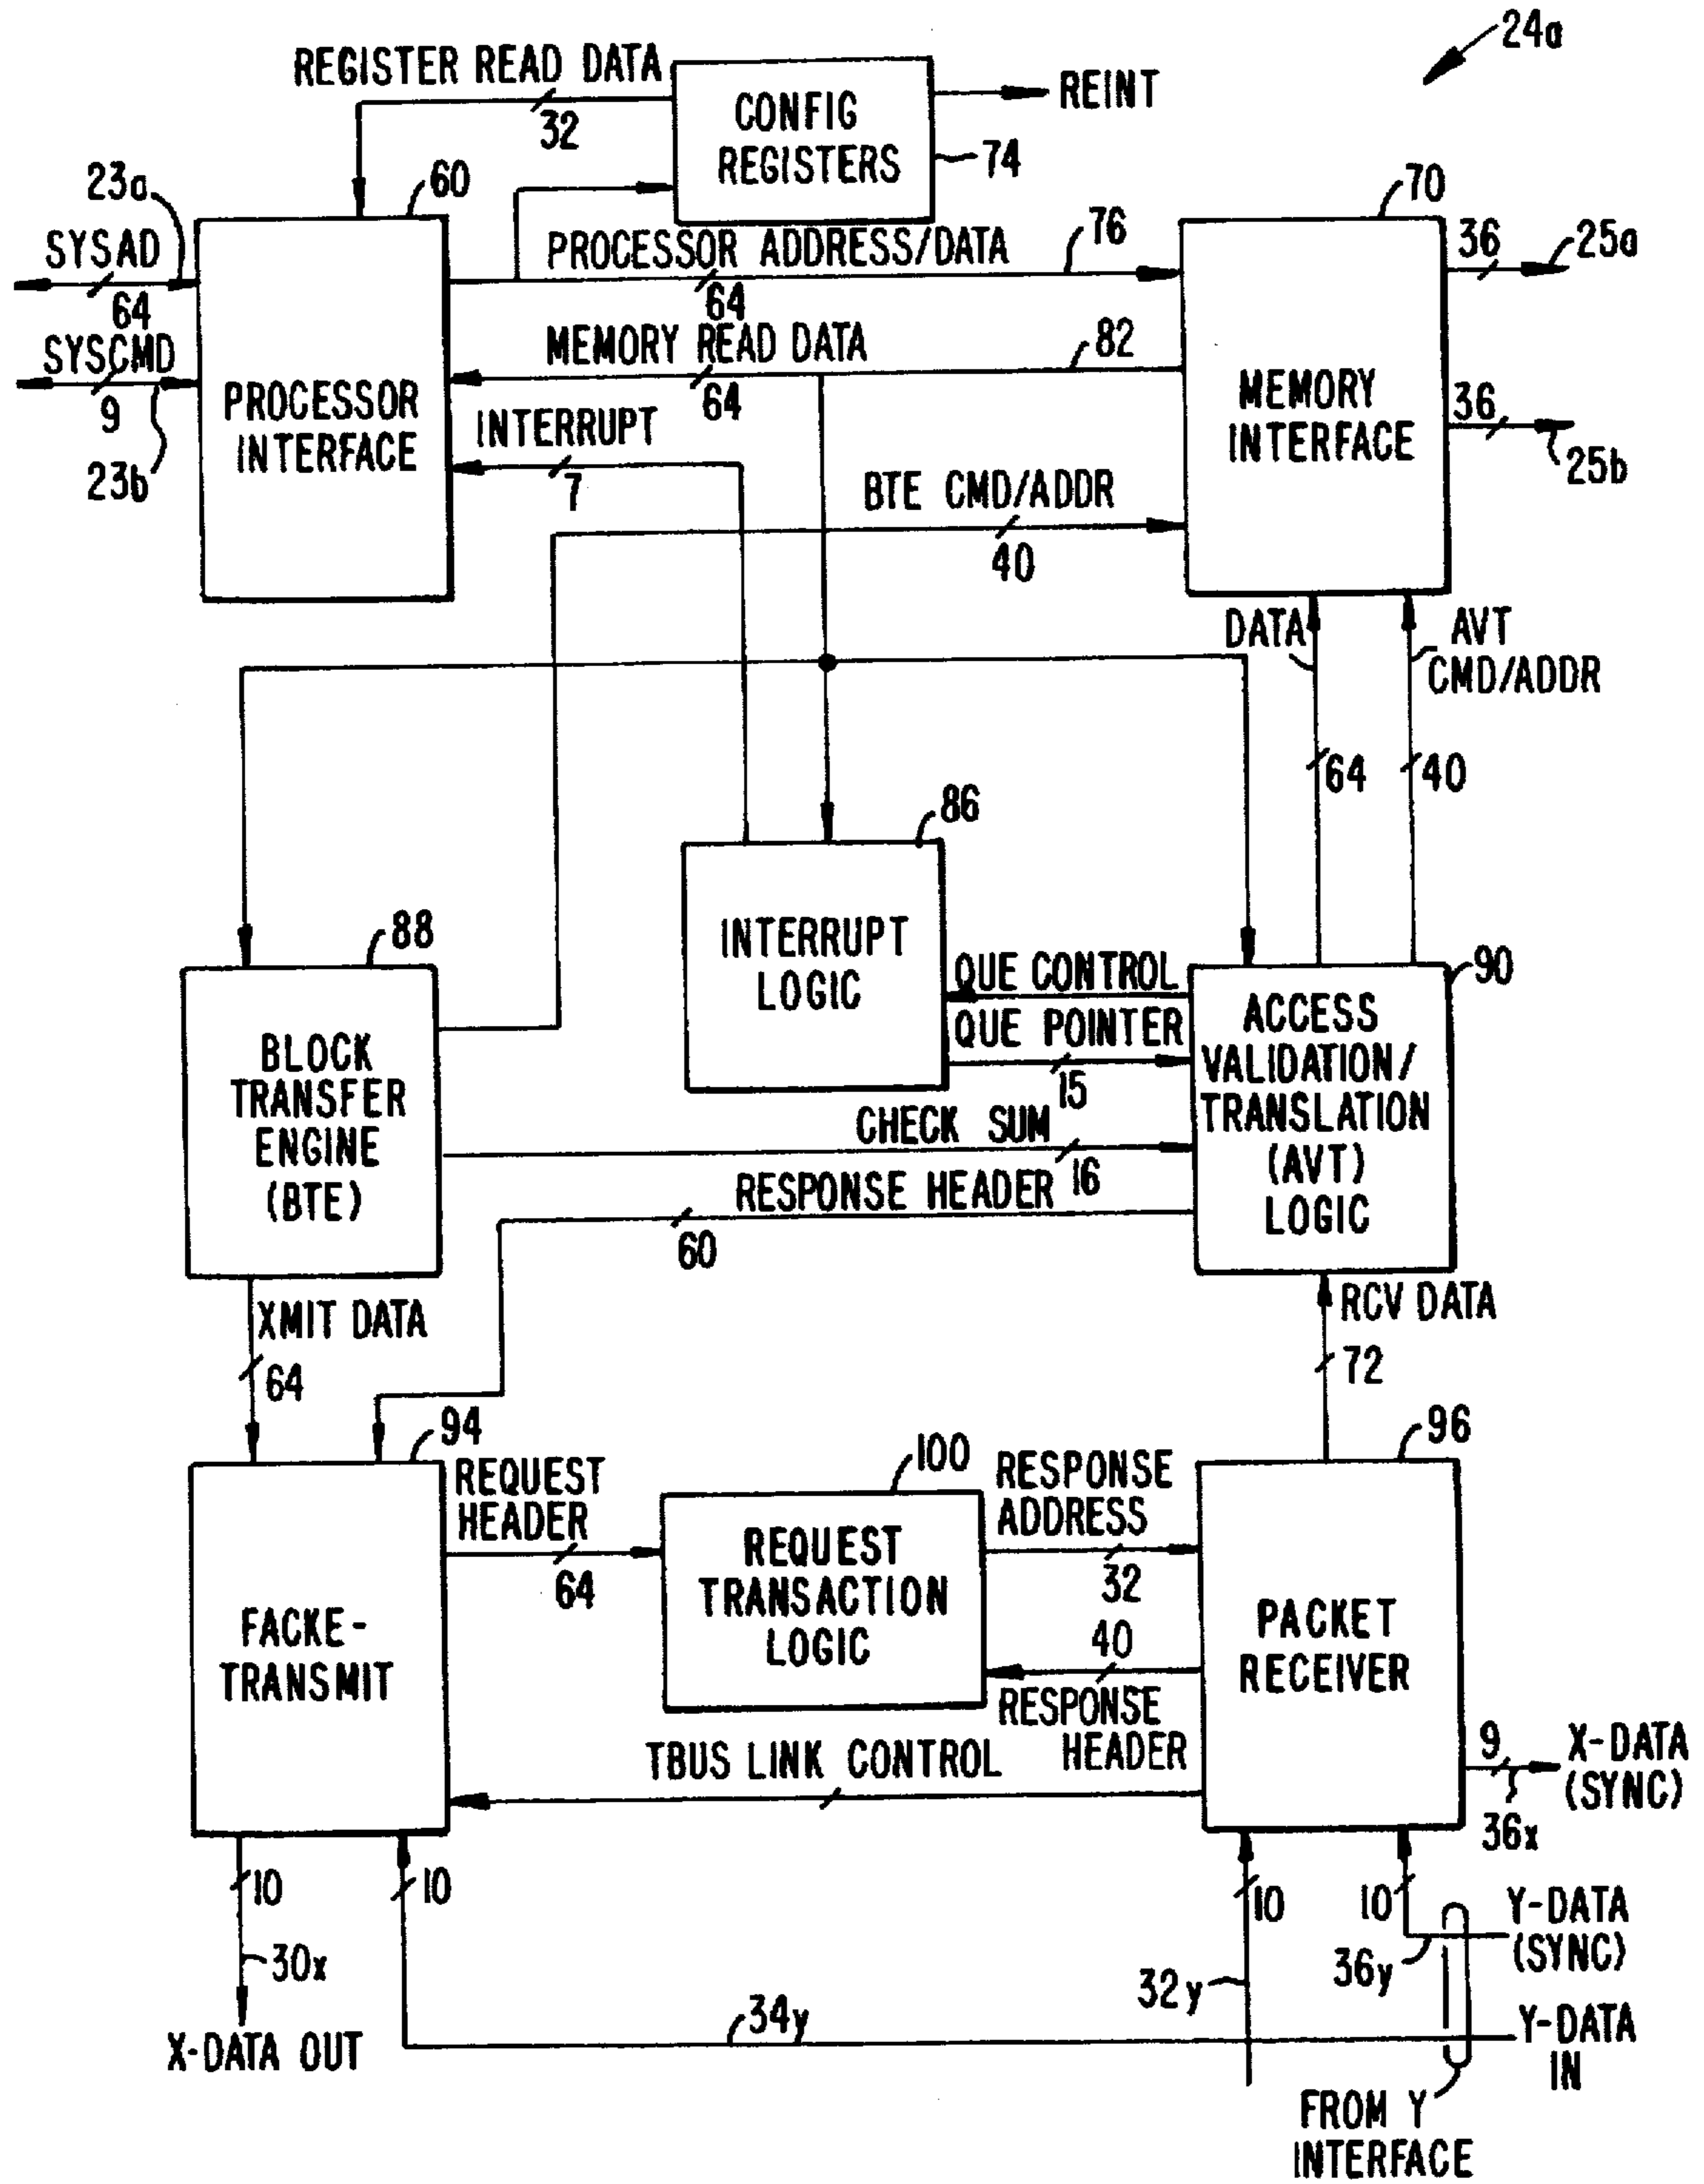 24a
REGISTER READ DATA
32
CONFIG
REGISTERS
REINT
74
23a
60
70
SYSAD
64
PROCESSOR ADDRESS/DATA
76
64
36
25a
SYSCMD
9
23b
PROCESSOR
INTERFACE
MEMORY READ DATA
82
64
MEMORY
INTERFACE
36
25b
INTERRUPT
7
BTE CMD/ADDR
40
DATA
AVT
CMD/ADDR
64
40
86
INTERRUPT
LOGIC
88
BLOCK
TRANSFER
ENGINE
(BTE)
QUE CONTROL
QUE POINTER
15
90
ACCESS
VALIDATION/
TRANSLATION
(AVT)
LOGIC
CHECK SUM
16
RESPONSE HEADER
60
XMIT DATA
64
RCV DATA
72
94
REQUEST
HEADER
64
100
REQUEST
TRANSACTION
LOGIC
RESPONSE
ADDRESS
32
96
FACKE-
TRANSMIT
40
RESPONSE
HEADER
PACKET
RECEIVER
TBUS LINK CONTROL
9
X-DATA
(SYNC)
36x
10
10
10
10
Y-DATA
(SYNC)
30x
32y
36y
X-DATA OUT
34y
Y-DATA
IN
FROM Y
INTERFACE